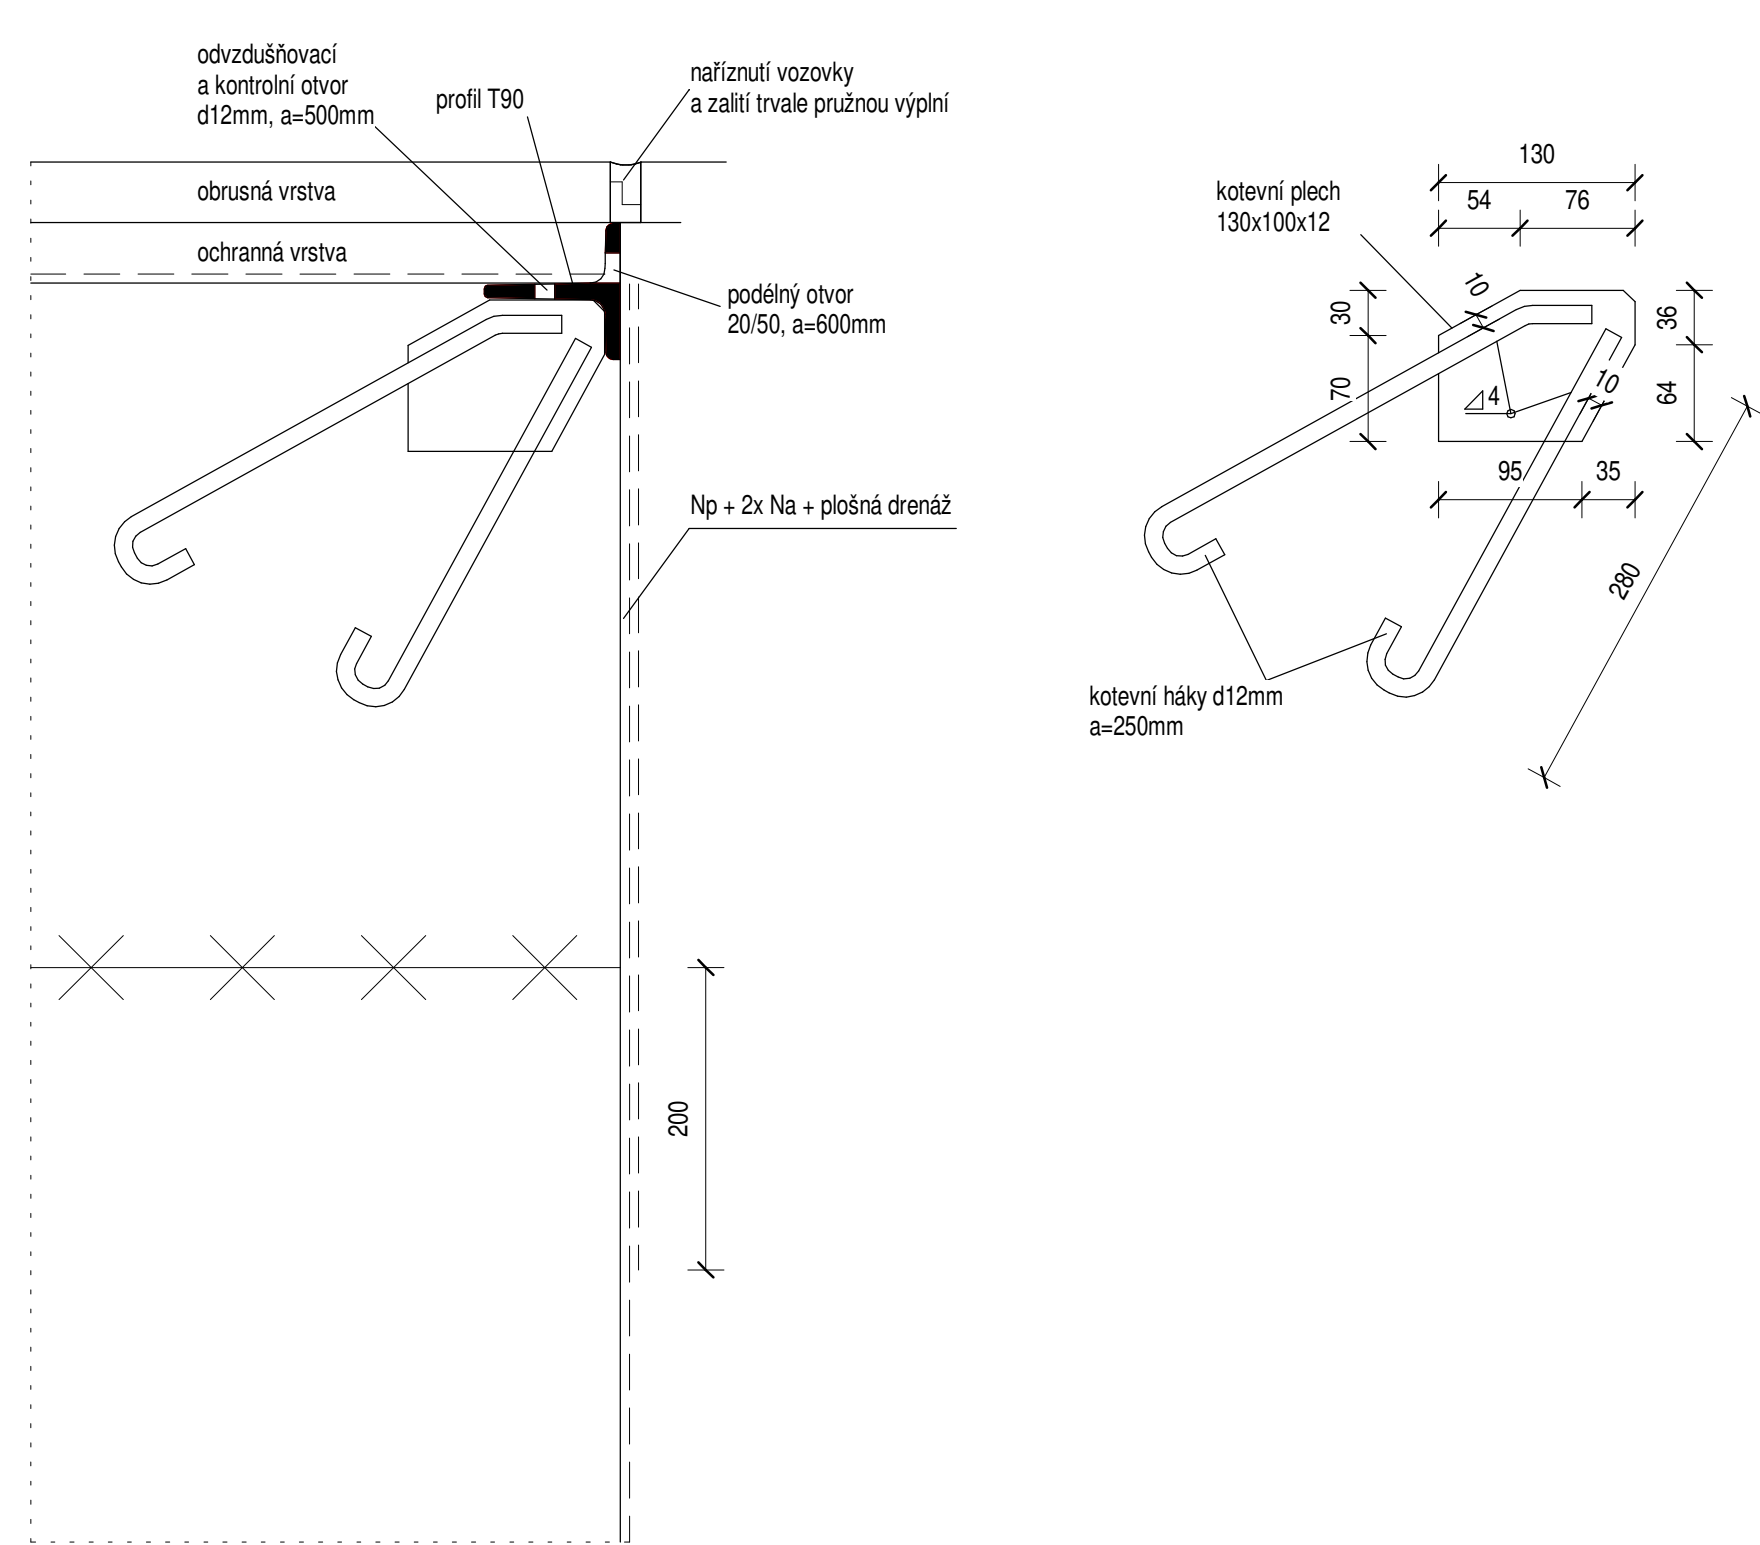 odvzdušňovací
a kontrolní otvor
d12mm, a=500mm
profil T90
naříznutí vozovky
a zalití trvale pružnou výplní
obrusná vrstva
ochranná vrstva
podélný otvor
20/50, a=600mm
Np + 2x Na + plošná drenáž
200
kotevní plech
130x100x12
130
54
76
10
30
70
36
64
4
10
95
35
280
kotevní háky d12mm
a=250mm